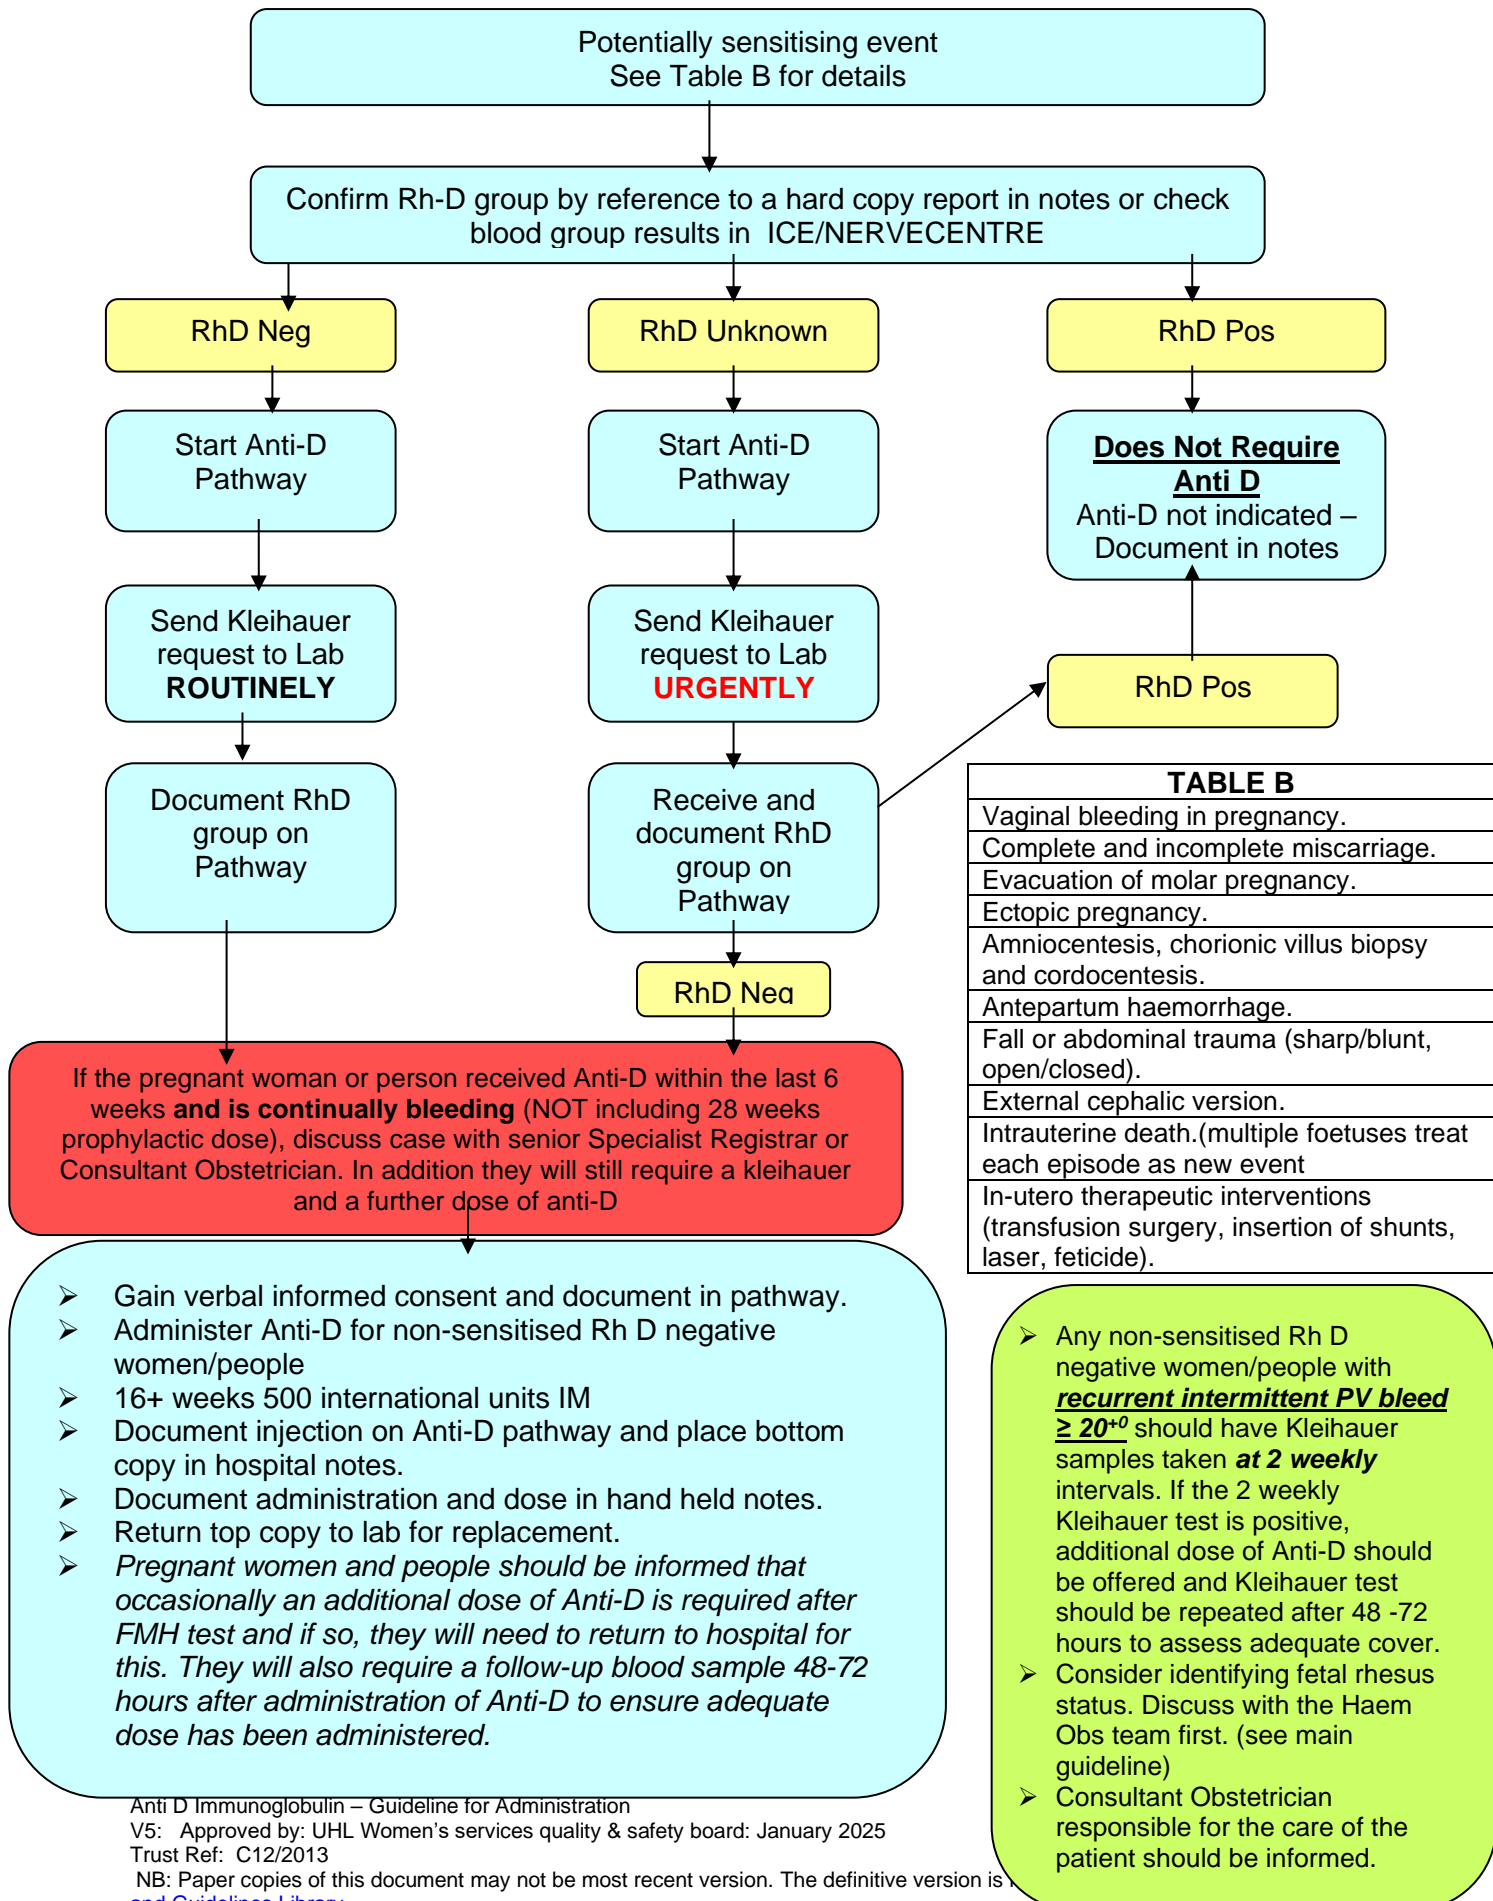 Potentially sensitising event
See Table B for details
Confirm Rh-D group by reference to a hard copy report in notes or check
blood group results in ICE/NERVECENTRE
RhD Neg
RhD Unknown
RhD Pos
Start Anti-D
Pathway
Start Anti-D
Pathway
Does Not Require
Anti D
Anti-D not indicated –
Document in notes
Send Kleihauer
request to Lab
ROUTINELY
Send Kleihauer
request to Lab
URGENTLY
RhD Pos
Document RhD
group on
Pathway
Receive and
document RhD
group on
Pathway
RhD Neg
TABLE B
Vaginal bleeding in pregnancy.
Complete and incomplete miscarriage.
Evacuation of molar pregnancy.
Ectopic pregnancy.
Amniocentesis, chorionic villus biopsy
and cordocentesis.
Antepartum haemorrhage.
Fall or abdominal trauma (sharp/blunt,
open/closed).
External cephalic version.
Intrauterine death.(multiple foetuses treat
each episode as new event
In-utero therapeutic interventions
(transfusion surgery, insertion of shunts,
laser, feticide).
If the pregnant woman or person received Anti-D within the last 6
weeks and is continually bleeding (NOT including 28 weeks
prophylactic dose), discuss case with senior Specialist Registrar or
Consultant Obstetrician. In addition they will still require a kleihauer
and a further dose of anti-D
➢ Gain verbal informed consent and document in pathway.
➢ Administer Anti-D for non-sensitised Rh D negative
women/people
➢ 16+ weeks 500 international units IM
➢ Document injection on Anti-D pathway and place bottom
copy in hospital notes.
➢ Document administration and dose in hand held notes.
➢ Return top copy to lab for replacement.
➢ Pregnant women and people should be informed that
occasionally an additional dose of Anti-D is required after
FMH test and if so, they will need to return to hospital for
this. They will also require a follow-up blood sample 48-72
hours after administration of Anti-D to ensure adequate
dose has been administered.
➢ Any non-sensitised Rh D
negative women/people with
recurrent intermittent PV bleed
≥ 20+0 should have Kleihauer
samples taken at 2 weekly
intervals. If the 2 weekly
Kleihauer test is positive,
additional dose of Anti-D should
be offered and Kleihauer test
should be repeated after 48 -72
hours to assess adequate cover.
➢ Consider identifying fetal rhesus
status. Discuss with the Haem
Obs team first. (see main
guideline)
➢ Consultant Obstetrician
responsible for the care of the
patient should be informed.
Anti D Immunoglobulin – Guideline for Administration
V5: Approved by: UHL Women's services quality & safety board: January 2025
Trust Ref: C12/2013
NB: Paper copies of this document may not be most recent version. The definitive version is
and Guidelines Library